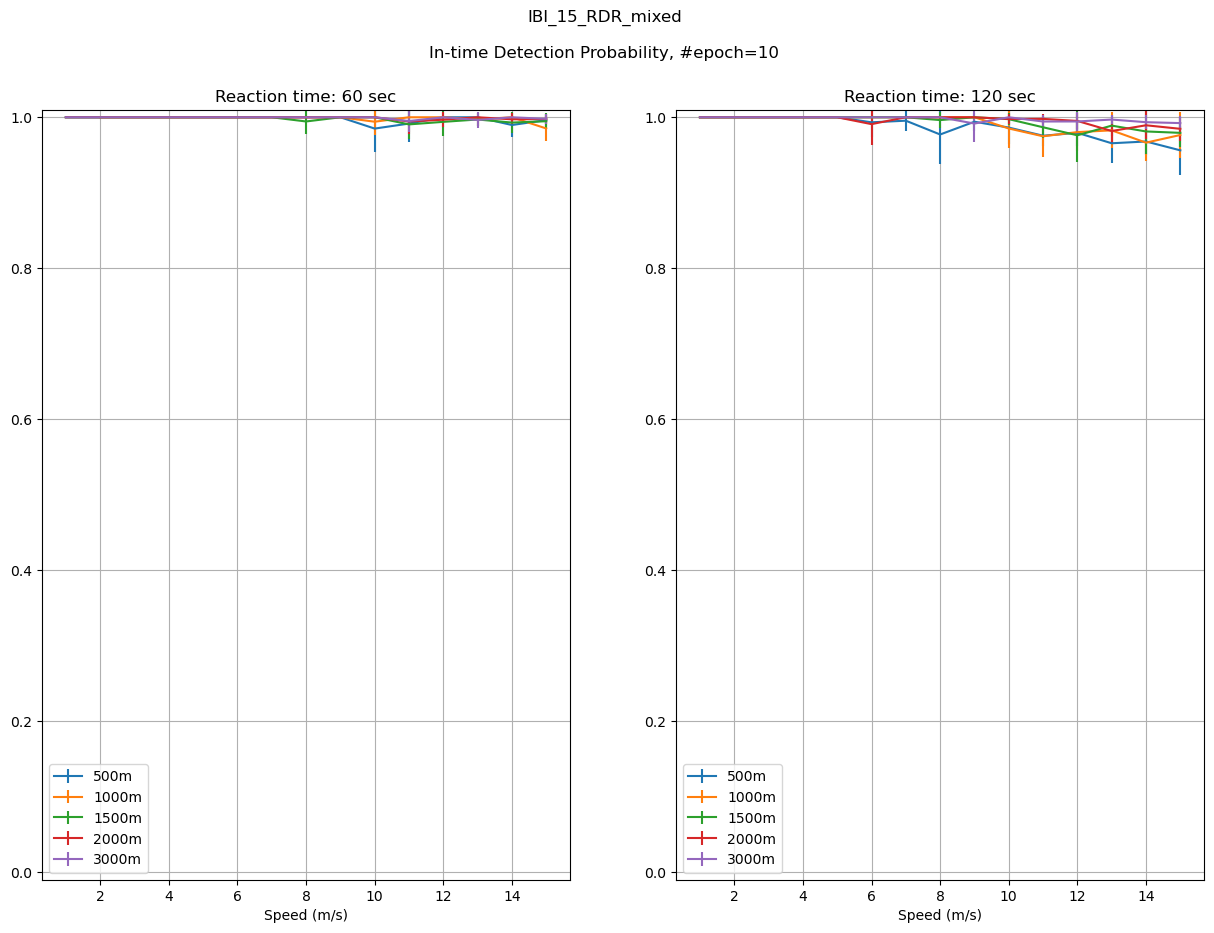 IBI_15_RDR_mixed
In-time Detection Probability, #epoch=10
Reaction time: 60 sec
1.0
0.8
0.6
0.4
0.2
0.0
500m
1000m
1500m
2000m
3000m
2 4 6 8 10 12 14
Speed (m/s)
Reaction time: 120 sec
1.0
0.8
0.6
0.4
0.2
0.0
500m
1000m
1500m
2000m
3000m
2 4 6 8 10 12 14
Speed (m/s)